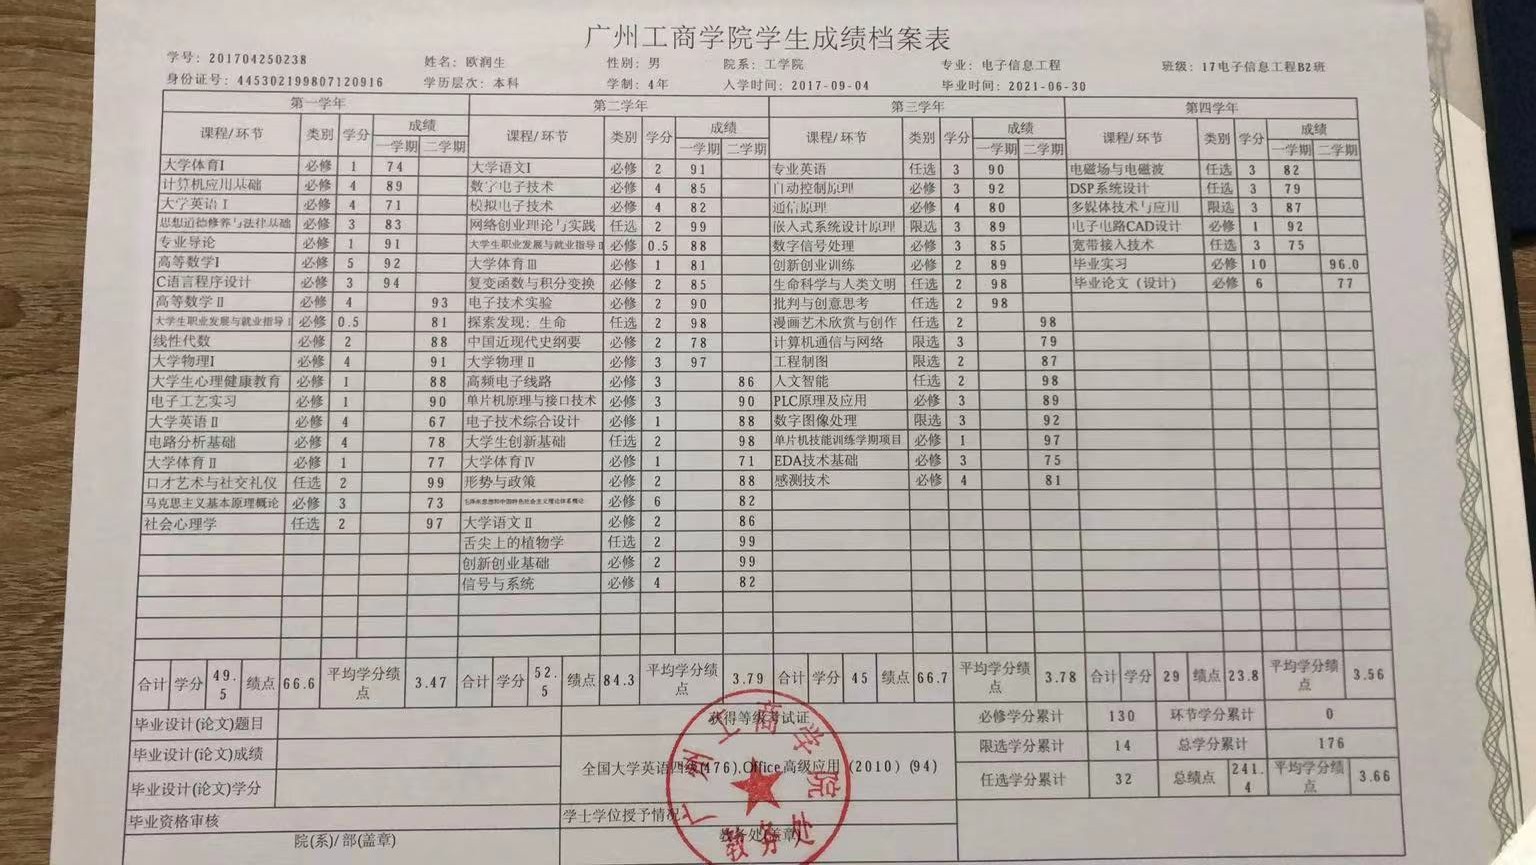 广州工商学院学生成绩档案表
学号: 201704250238 姓名: 欧润生 性别: 男 院系: 工学院 专业: 电子信息工程 班级: 17电子信息工程B2班
身份证号: 445302199807120916 学历层次: 本科 学制: 4年 入学时间: 2017-09-04 毕业时间: 2021-06-30
第一学年 第二学年 第三学年 第四学年
课程/环节 类别 学分 成绩 课程/环节 类别 学分 成绩 课程/环节 类别 学分 成绩 课程/环节 类别 学分 成绩
一学期 二学期 一学期 二学期 一学期 二学期 一学期 二学期
大学体育Ⅰ 必修 1 74 大学语文Ⅰ 必修 2 91 专业英语 任选 3 90 电磁场与电磁波 任选 3 82
计算机应用基础 必修 4 89 数字电子技术 必修 4 85 自动控制原理 必修 3 92 DSP系统设计 任选 3 79
大学英语Ⅰ 必修 4 71 模拟电子技术 必修 4 82 通信原理 必修 4 80 多媒体技术与应用 限选 3 87
思想道德修养与法律基础 必修 3 83 网络创业理论与实践 任选 2 99 嵌入式系统设计原理 限选 3 89 电子电路CAD设计 必修 1 92
专业导论 必修 1 91 大学生职业发展与就业指导Ⅱ 必修 0.5 88 数字信号处理 必修 3 85 宽带接入技术 任选 3 75
高等数学Ⅰ 必修 5 92 大学体育Ⅲ 必修 1 81 创新创业训练 必修 2 89 毕业实习 必修 10 96.0
C语言程序设计 必修 3 94 复变函数与积分变换 必修 2 85 生命科学与人类文明 任选 2 98 毕业论文（设计） 必修 6 77
高等数学Ⅱ 必修 4 93 电子技术实验 必修 2 90 批判与创意思考 任选 2 98
大学生职业发展与就业指导Ⅰ 必修 0.5 81 探索发现: 生命 任选 2 98 漫画艺术欣赏与创作 任选 2 98
线性代数 必修 2 88 中国近现代史纲要 必修 2 78 计算机通信与网络 限选 3 79
大学物理Ⅰ 必修 4 91 大学物理Ⅱ 必修 3 97 工程制图 限选 2 87
大学生心理健康教育 必修 1 88 高频电子线路 必修 3 86 人文智能 任选 2 98
电子工艺实习 必修 1 90 单片机原理与接口技术 必修 3 90 PLC原理及应用 必修 3 89
大学英语Ⅱ 必修 4 67 电子技术综合设计 必修 1 88 数字图像处理 限选 3 92
电路分析基础 必修 4 78 大学生创新基础 任选 2 98 单片机技能训练学期项目 必修 1 97
大学体育Ⅱ 必修 1 77 大学体育Ⅳ 必修 1 71 EDA技术基础 必修 3 75
口才艺术与社交礼仪 任选 2 99 形势与政策 必修 2 88 感测技术 必修 4 81
马克思主义基本原理概论 必修 3 73 毛泽东思想和中国特色社会主义理论体系概论 必修 6 82
社会心理学 任选 2 97 大学语文Ⅱ 必修 2 86
舌尖上的植物学 任选 2 99
创新创业基础 必修 2 99
信号与系统 必修 4 82
合计 学分 49.5 绩点 66.6 平均学分绩点 3.47 合计 学分 52.5 绩点 84.3 平均学分绩点 3.79 合计 学分 45 绩点 66.7 平均学分绩点 3.78 合计 学分 29 绩点 23.8 平均学分绩点 3.56
毕业设计(论文)题目 获得等级考试证 必修学分累计 130 环节学分累计 0
毕业设计(论文)成绩 全国大学英语四级(476),Office高级应用（2010）(94) 限选学分累计 14 总学分累计 176
毕业设计(论文)学分 任选学分累计 32 总绩点 241.4 平均学分绩点 3.66
毕业资格审核 学士学位授予情况
院(系)/部(盖章) 教务处(盖章)
广州工商学院
教务处